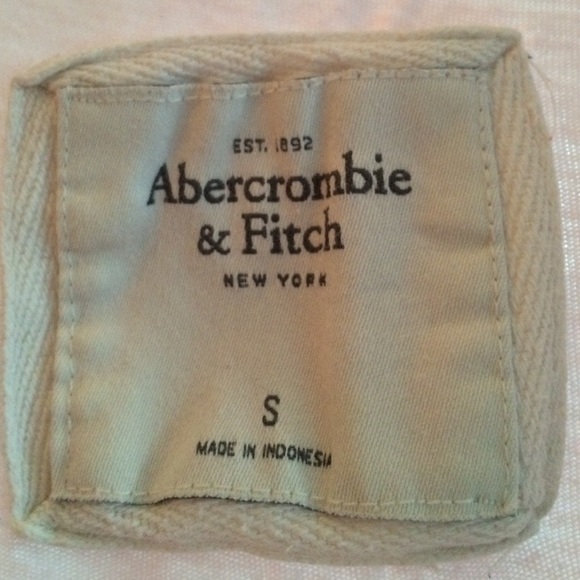 EST. 1892
Abercrombie
& Fitch
NEW YORK
S
MADE IN INDONESIA